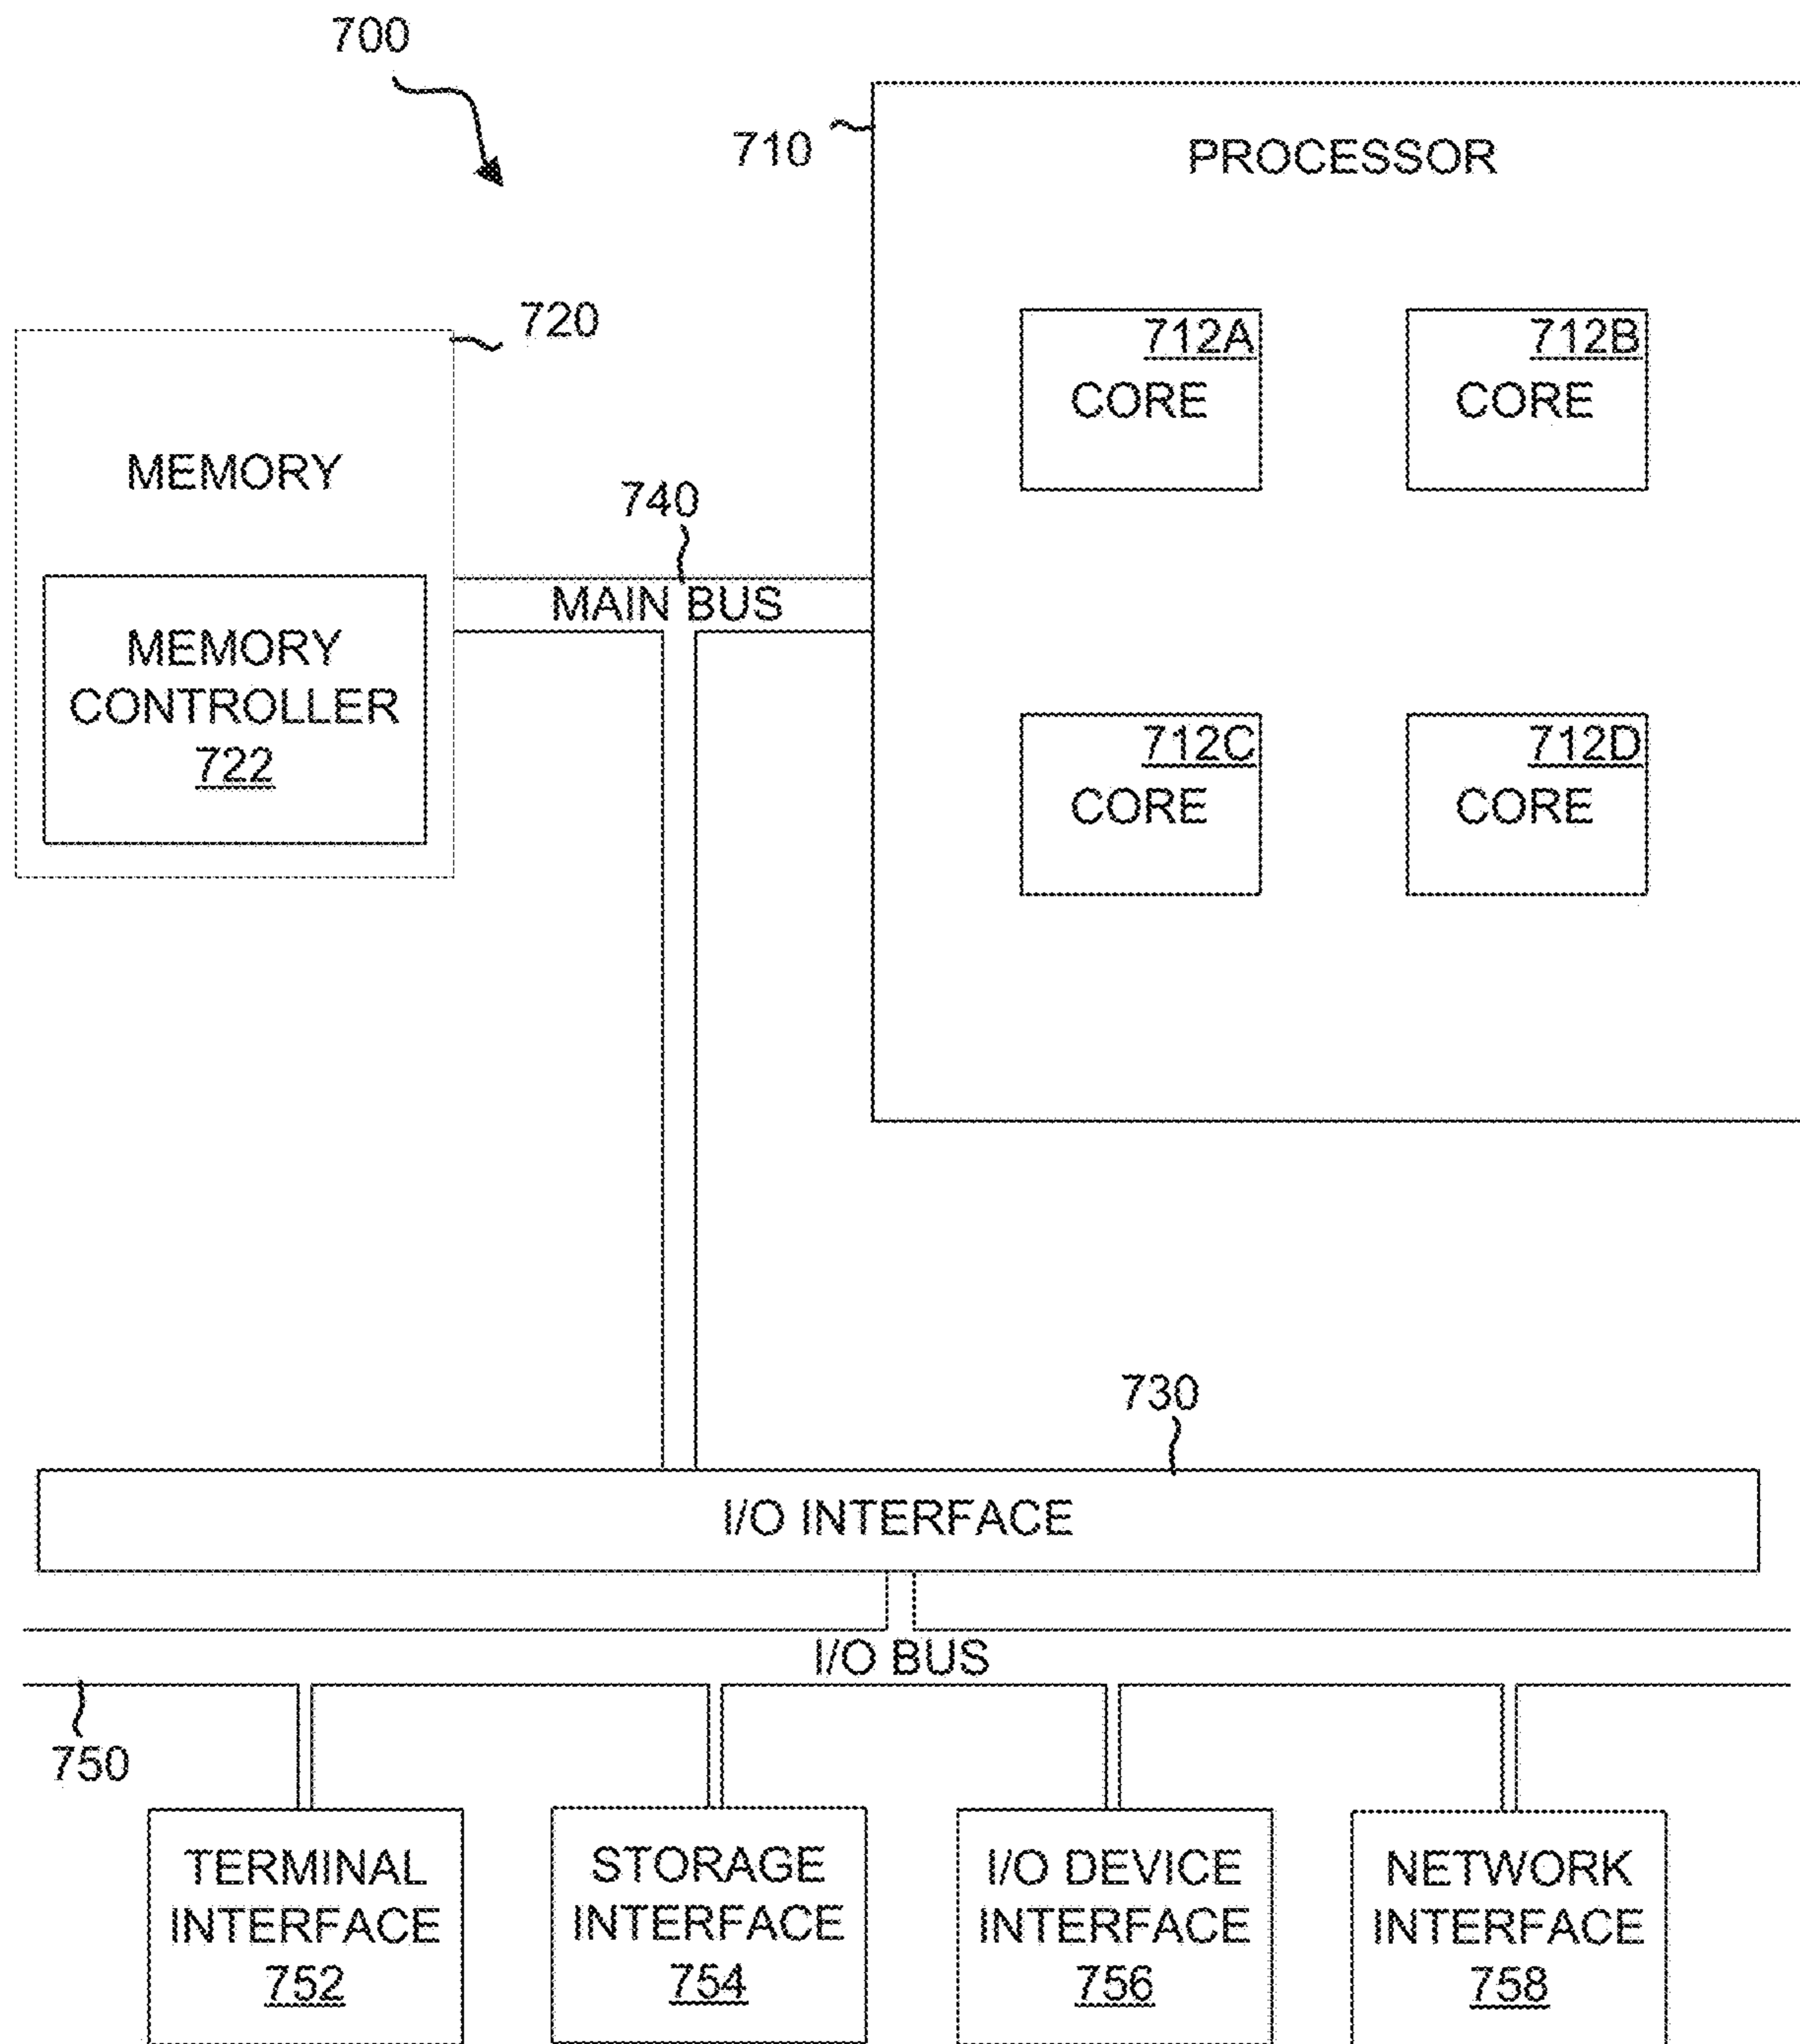 700
710
PROCESSOR
720
712A
CORE
712B
CORE
MEMORY
740
MAIN BUS
MEMORY
CONTROLLER
722
712C
CORE
712D
CORE
730
I/O INTERFACE
I/O BUS
750
TERMINAL
INTERFACE
752
STORAGE
INTERFACE
754
I/O DEVICE
INTERFACE
756
NETWORK
INTERFACE
758